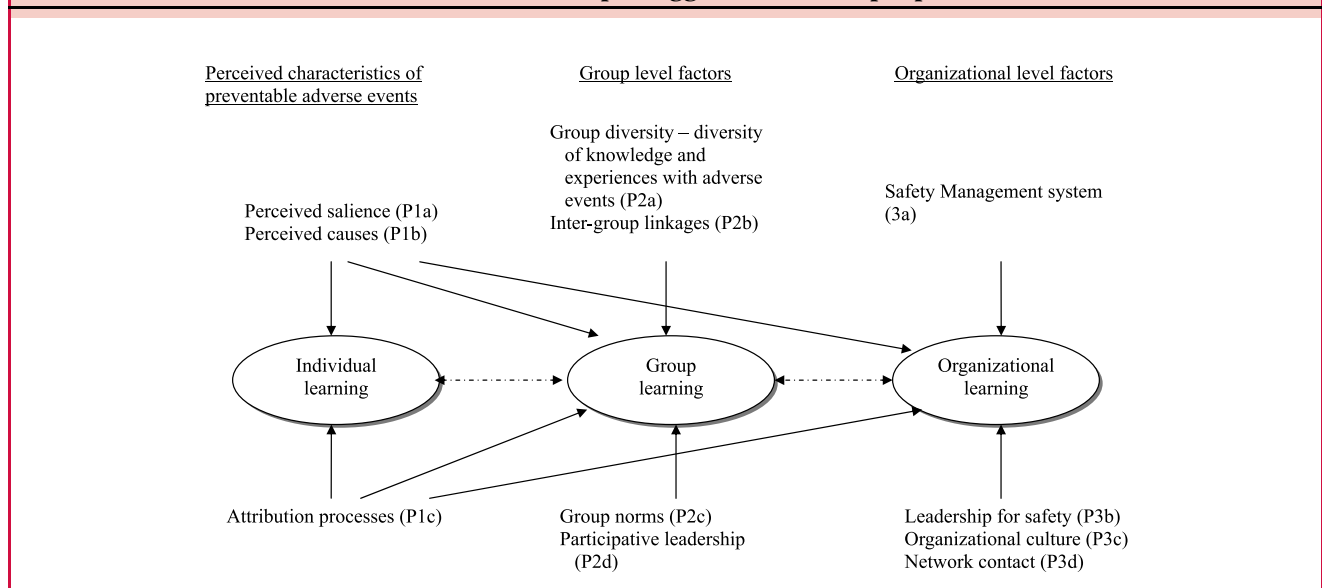 Perceived characteristics of
preventable adverse events
Group level factors
Organizational level factors
Group diversity – diversity
of knowledge and
experiences with adverse
events (P2a)
Inter-group linkages (P2b)
Safety Management system
(3a)
Perceived salience (P1a)
Perceived causes (P1b)
Individual
learning
Group
learning
Organizational
learning
Attribution processes (P1c)
Group norms (P2c)
Participative leadership
(P2d)
Leadership for safety (P3b)
Organizational culture (P3c)
Network contact (P3d)